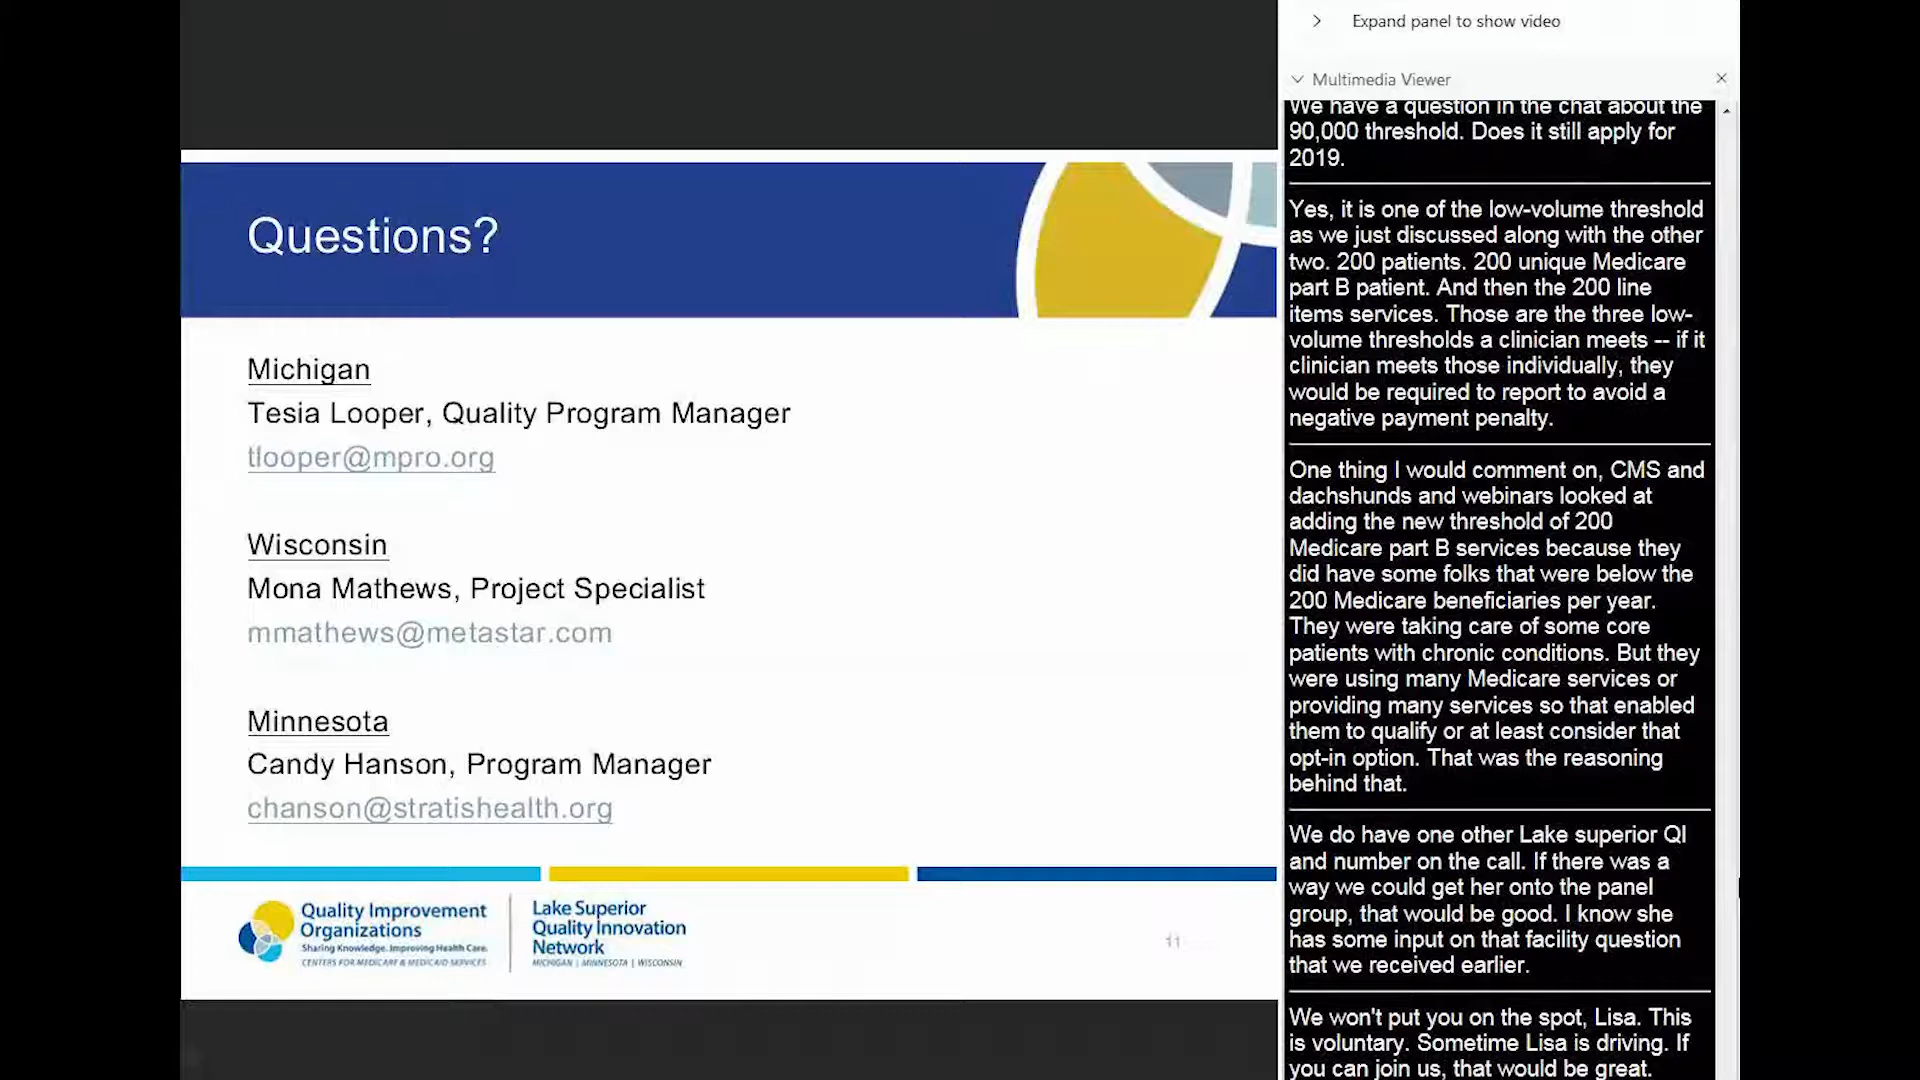 Expand panel to show video
Multimedia Viewer
We have a question in the chat about the
90,000 threshold. Does it still apply for
2019.
Yes, it is one of the low-volume threshold
as we just discussed along with the other
two. 200 patients. 200 unique Medicare
part B patient. And then the 200 line
items services. Those are the three low-
volume thresholds a clinician meets -- if it
clinician meets those individually, they
would be required to report to avoid a
negative payment penalty.
One thing I would comment on, CMS and
dachshunds and webinars looked at
adding the new threshold of 200
Medicare part B services because they
did have some folks that were below the
200 Medicare beneficiaries per year.
They were taking care of some core
patients with chronic conditions. But they
were using many Medicare services or
providing many services so that enabled
them to qualify or at least consider that
opt-in option. That was the reasoning
behind that.
We do have one other Lake superior QI
and number on the call. If there was a
way we could get her onto the panel
group, that would be good. I know she
has some input on that facility question
that we received earlier.
We won't put you on the spot, Lisa. This
is voluntary. Sometime Lisa is driving. If
you can join us, that would be great.
Questions?
Michigan
Tesia Looper, Quality Program Manager
tlooper@mpro.org
Wisconsin
Mona Mathews, Project Specialist
mmathews@metastar.com
Minnesota
Candy Hanson, Program Manager
chanson@stratishealth.org
Quality Improvement
Organizations
Sharing Knowledge. Improving Health Care.
CENTERS FOR MEDICARE & MEDICAID SERVICES
Lake Superior
Quality Innovation
Network
MICHIGAN | MINNESOTA | WISCONSIN
11